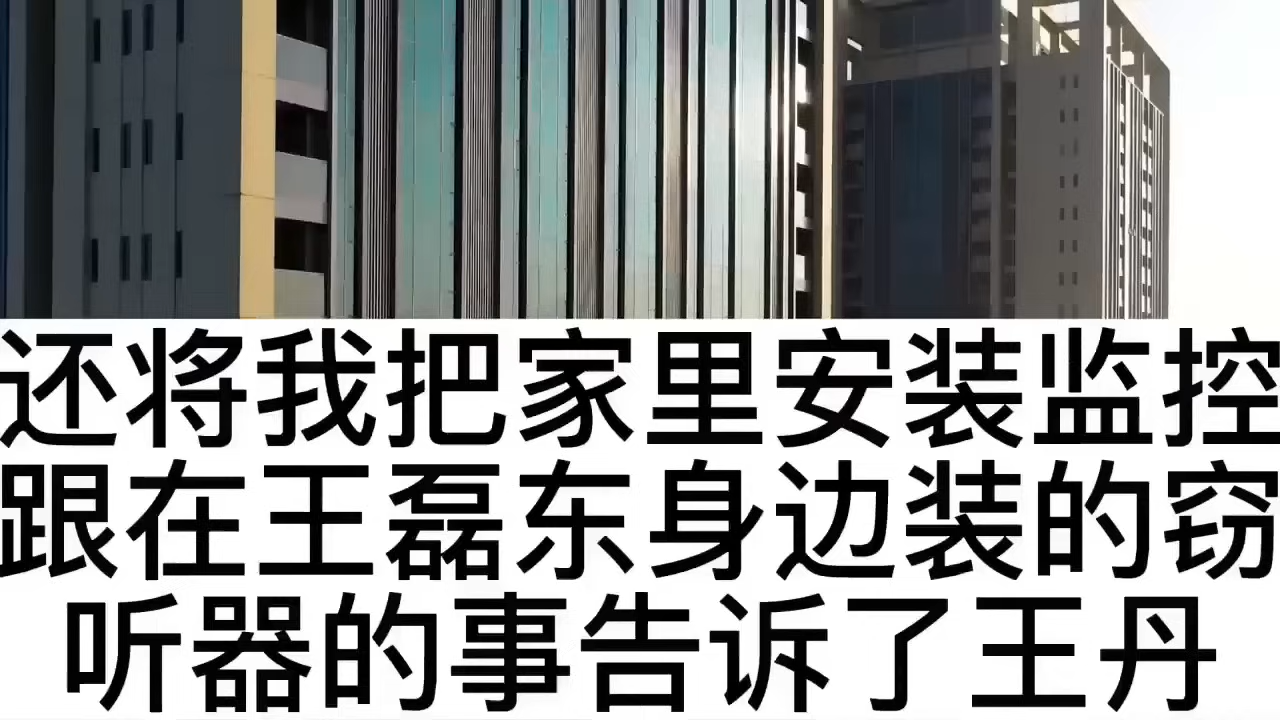 还将我把家里安装监控
跟在王磊东身边装的窃
听器的事告诉了王丹